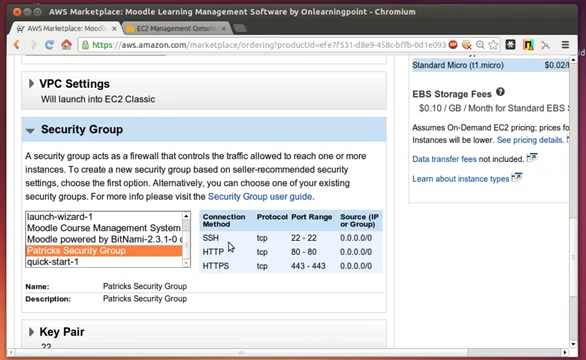 AWS Marketplace: Moodle Learning Management Software by Onlearningpoint - Chromium
AWS Marketplace: Mood
EC2 Management Consol
https://aws.amazon.com/marketplace/ordering?productId=efe7f531-d8e9-458c-bffb-0d1e093
Standard Micro (t1.micro) $0.02/
VPC Settings
Will launch into EC2 Classic
EBS Storage Fees
$0.10 / GB / Month for Standard EBS S
Security Group
Assumes On-Demand EC2 pricing; prices fo
Instances will be lower. See pricing details.
Data transfer fees not included.
Learn about instance types
A security group acts as a firewall that controls the traffic allowed to reach one or more
instances. To create a new security group based on seller-recommended security
settings, choose the first option. Alternatively, you can choose one of your existing
security groups. For more info please visit the Security Group user guide.
launch-wizard-1
Moodle Course Management System
Moodle powered by BitNami-2.3.1-0
Patricks Security Group
quick-start-1
Connection Method Protocol Port Range Source (IP or Group)
SSH tcp 22 - 22 0.0.0.0/0
HTTP tcp 80 - 80 0.0.0.0/0
HTTPS tcp 443 - 443 0.0.0.0/0
Name: Patricks Security Group
Description: Patricks Security Group
Key Pair
22